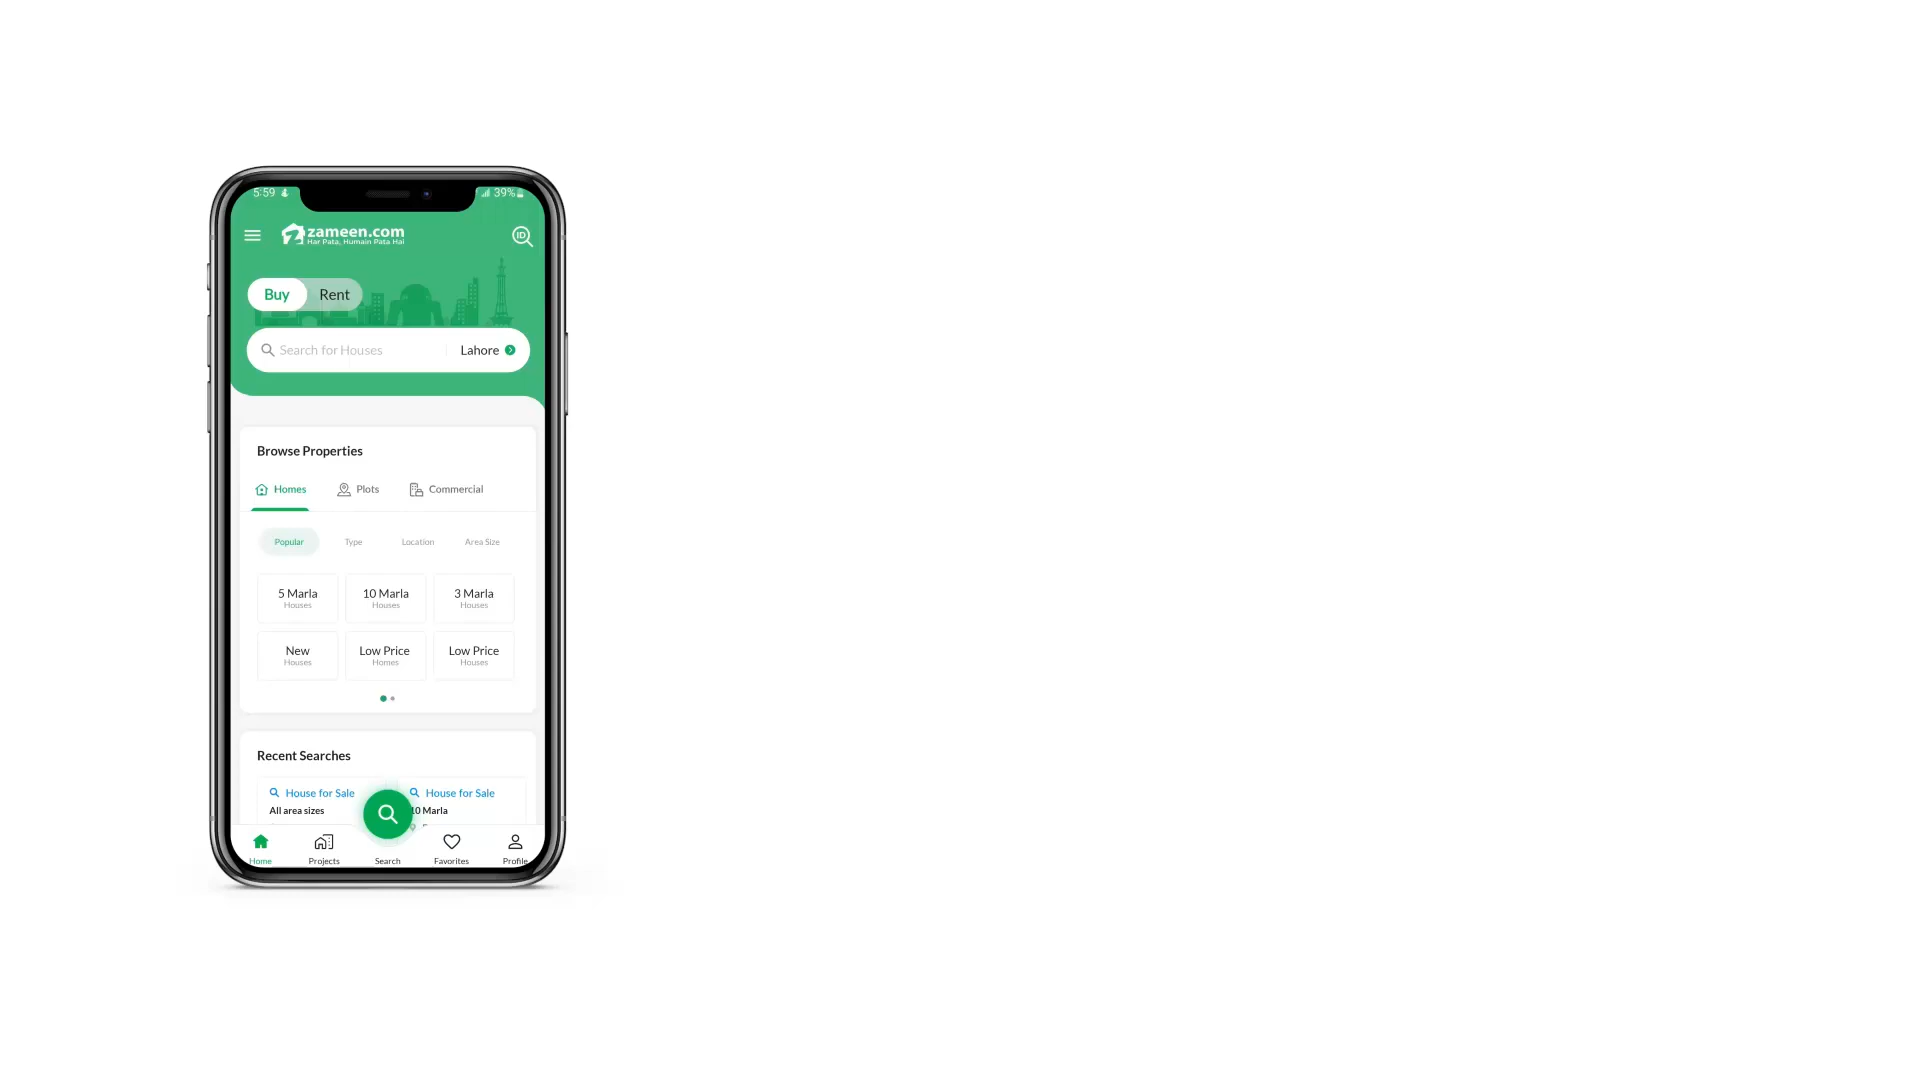 5:59
39%
zameen.com
Har Pata, Humain Pata Hai
ID
Buy Rent
Search for Houses Lahore
Browse Properties
Homes Plots Commercial
Popular Type Location Area Size
5 Marla 10 Marla 3 Marla
Houses Houses Houses
New Low Price Low Price
Houses Homes Houses
Recent Searches
House for Sale House for Sale
All area sizes 10 Marla
Home Projects Search Favorites Profile